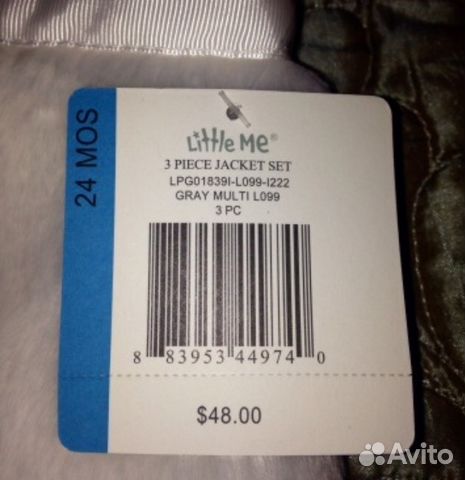 24 MOS
Little Me®
3 PIECE JACKET SET
LPG01839I-L099-I222
GRAY MULTI L099
3 PC
8 83953 44974 0
$48.00
Avito